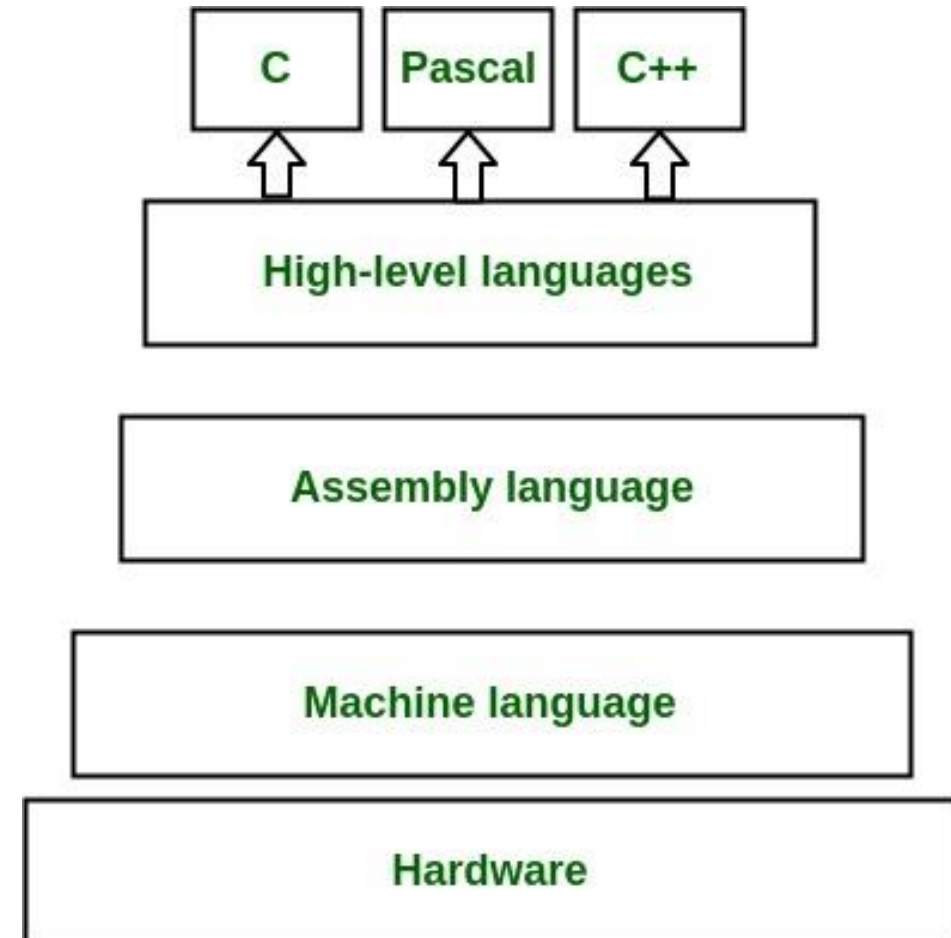 C
Pascal
C++
High-level languages
Assembly language
Machine language
Hardware